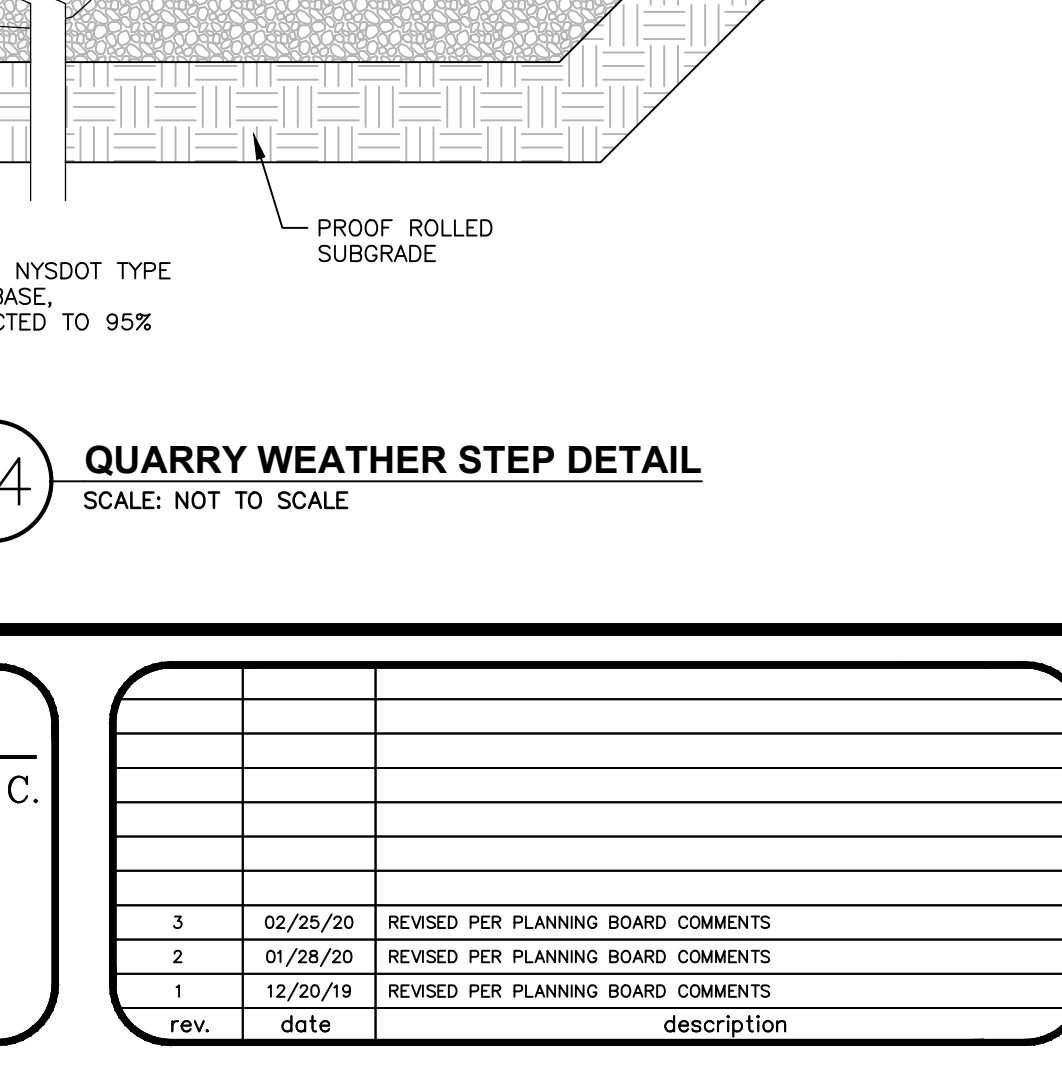 PROOF ROLLED
SUBGRADE
NYSDOT TYPE
BASE,
TO 95%
4
QUARRY WEATHER STEP DETAIL
SCALE: NOT TO SCALE
C.
3 02/25/20 REVISED PER PLANNING BOARD COMMENTS
2 01/28/20 REVISED PER PLANNING BOARD COMMENTS
1 12/20/19 REVISED PER PLANNING BOARD COMMENTS
rev. date description